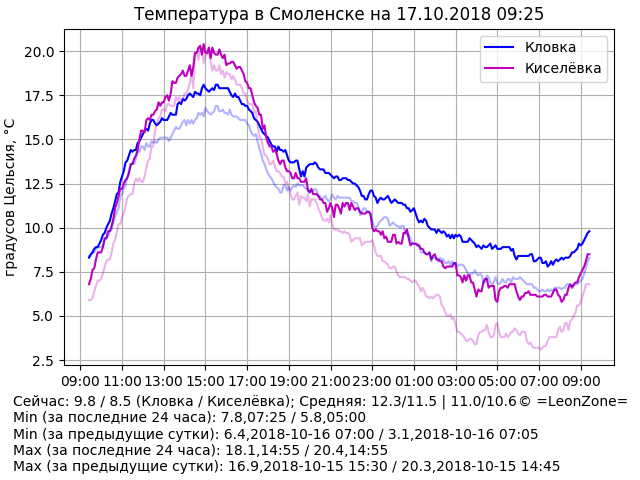 Температура в Смоленске на 17.10.2018 09:25
градусов Цельсия, °C
20.0
17.5
15.0
12.5
10.0
7.5
5.0
2.5
Кловка
Киселёвка
09:00 11:00 13:00 15:00 17:00 19:00 21:00 23:00 01:00 03:00 05:00 07:00 09:00
Сейчас: 9.8 / 8.5 (Кловка / Киселёвка); Средняя: 12.3/11.5 | 11.0/10.6© =LeonZone=
Min (за последние 24 часа): 7.8,07:25 / 5.8,05:00
Min (за предыдущие сутки): 6.4,2018-10-16 07:00 / 3.1,2018-10-16 07:05
Max (за последние 24 часа): 18.1,14:55 / 20.4,14:55
Max (за предыдущие сутки): 16.9,2018-10-15 15:30 / 20.3,2018-10-15 14:45